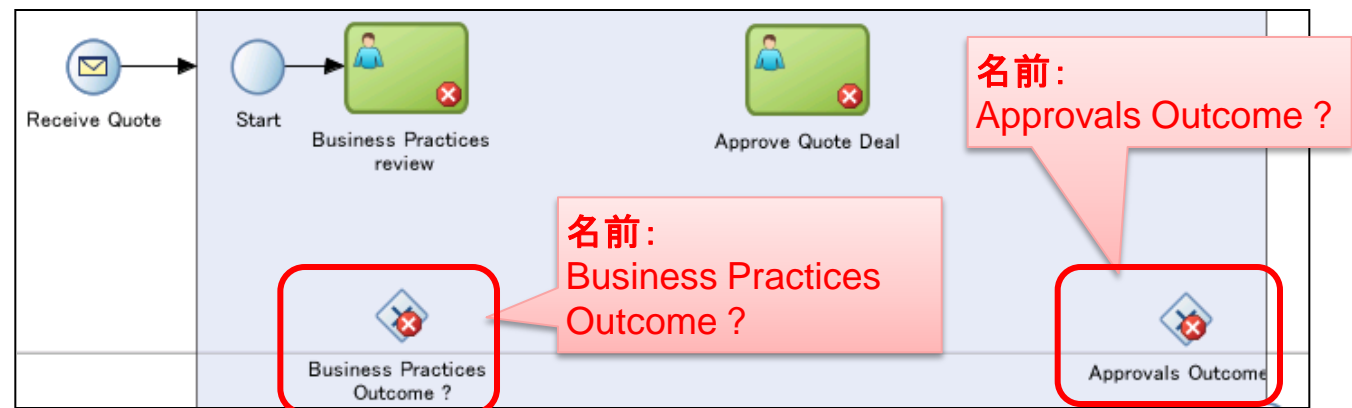 Receive Quote
Start
Business Practices
review
Approve Quote Deal
名前:
Approvals Outcome ?
名前:
Business Practices
Outcome ?
Business Practices
Outcome ?
Approvals Outcome